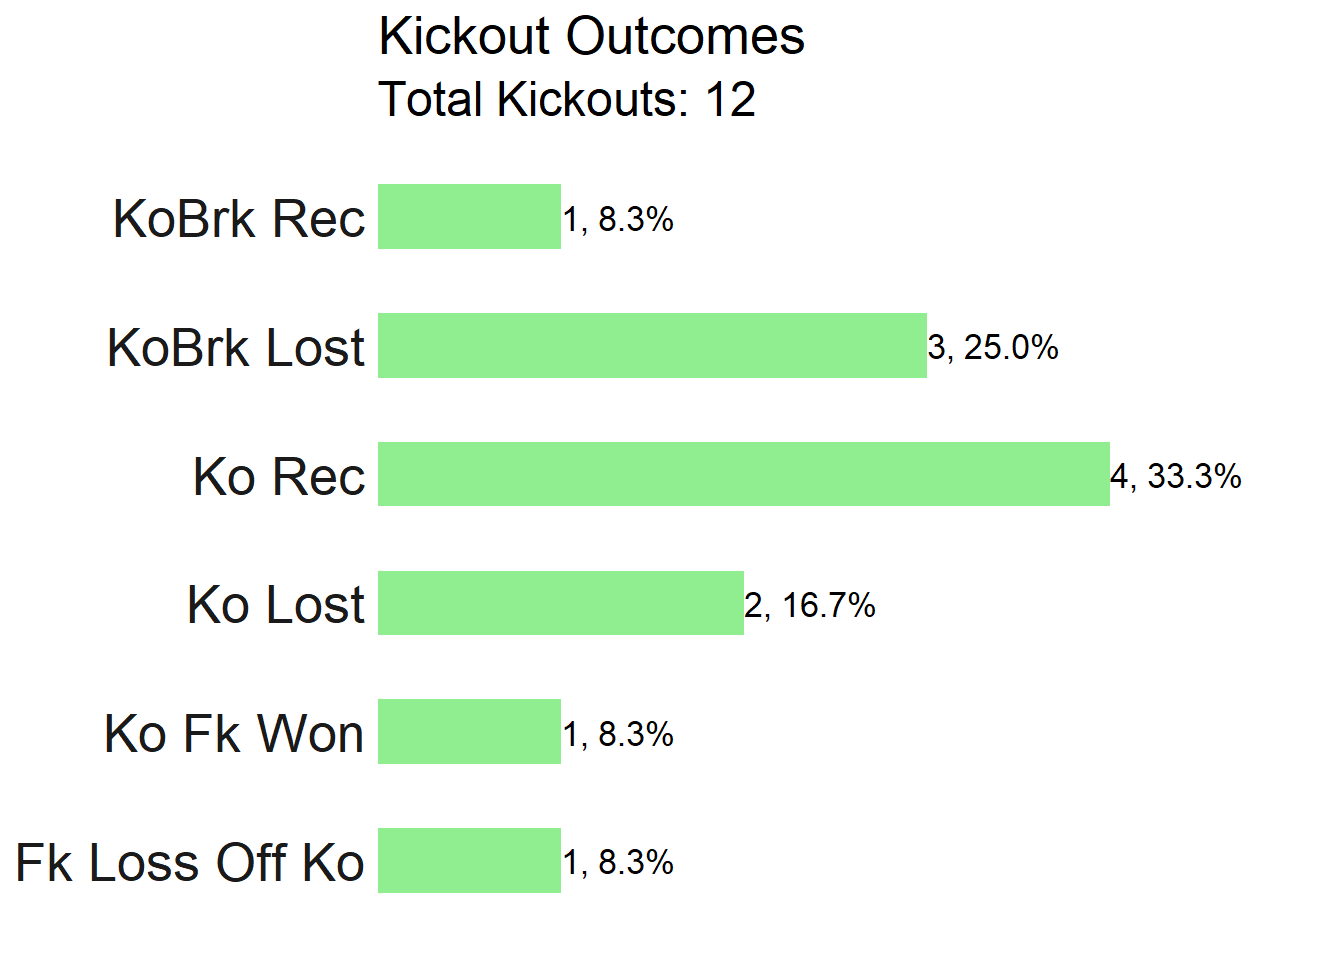 Kickout Outcomes
Total Kickouts: 12
KoBrk Rec 1, 8.3%
KoBrk Lost 3, 25.0%
Ko Rec 4, 33.3%
Ko Lost 2, 16.7%
Ko Fk Won 1, 8.3%
Fk Loss Off Ko 1, 8.3%